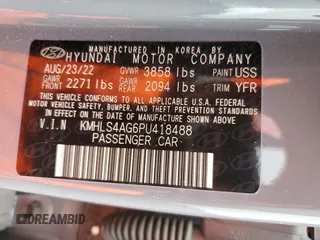 MANUFACTURED IN KOREA BY
HYUNDAI MOTOR COMPANY
AUG/23/22 GVWR 3858 lbs PAINT USS
GAWR FRONT 2271 lbs GAWR REAR 2094 lbs TRIM YFR
THIS VEHICLE CONFORMS TO ALL APPLICABLE U.S. FEDERAL MOTOR
VEHICLE SAFETY, BUMPER, AND THEFT PREVENTION STANDARDS
IN EFFECT ON THE DATE OF MANUFACTURE SHOWN ABOVE.
V.I.N KMHLS4AG6PU418488
PASSENGER CAR
DREAMBID